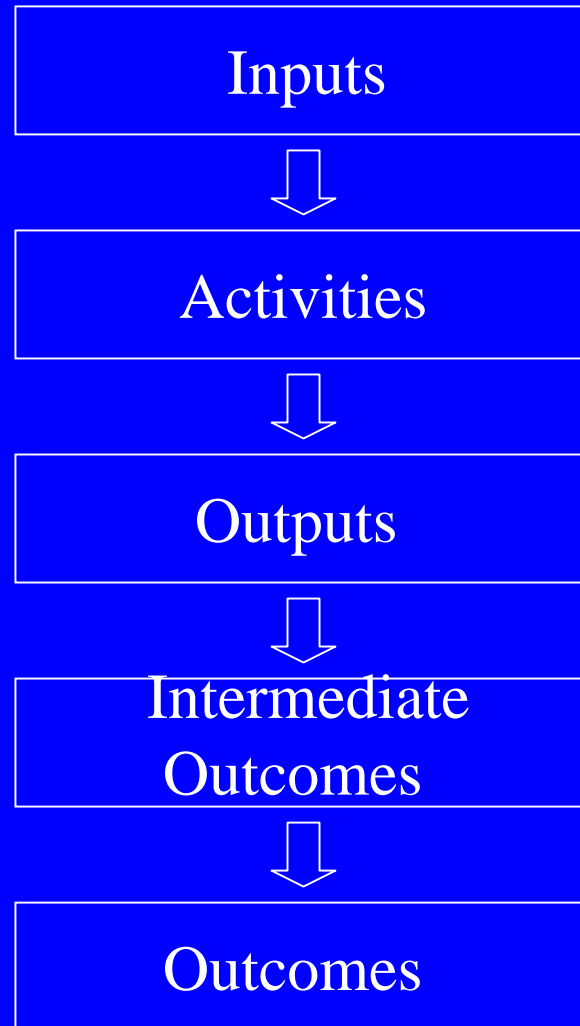 Inputs
Activities
Outputs
Intermediate
Outcomes
Outcomes